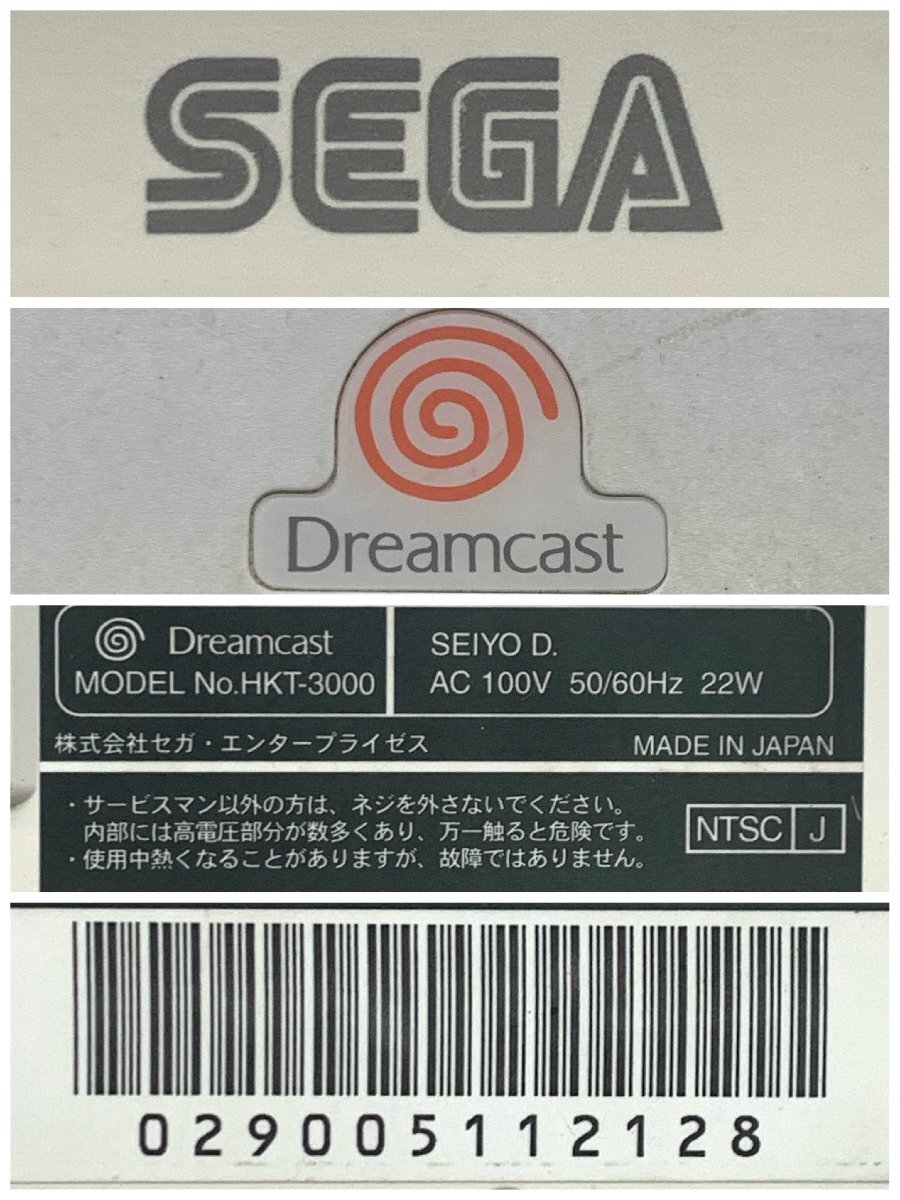 SEGA
Dreamcast
Dreamcast
MODEL No.HKT-3000
SEIYO D.
AC 100V 50/60Hz 22W
株式会社セガ・エンタープライゼス
MADE IN JAPAN
・サービスマン以外の方は、ネジを外さないでください。
内部には高電圧部分が数多くあり、万一触ると危険です。
・使用中熱くなることがありますが、故障ではありません。
NTSC J
029005112128